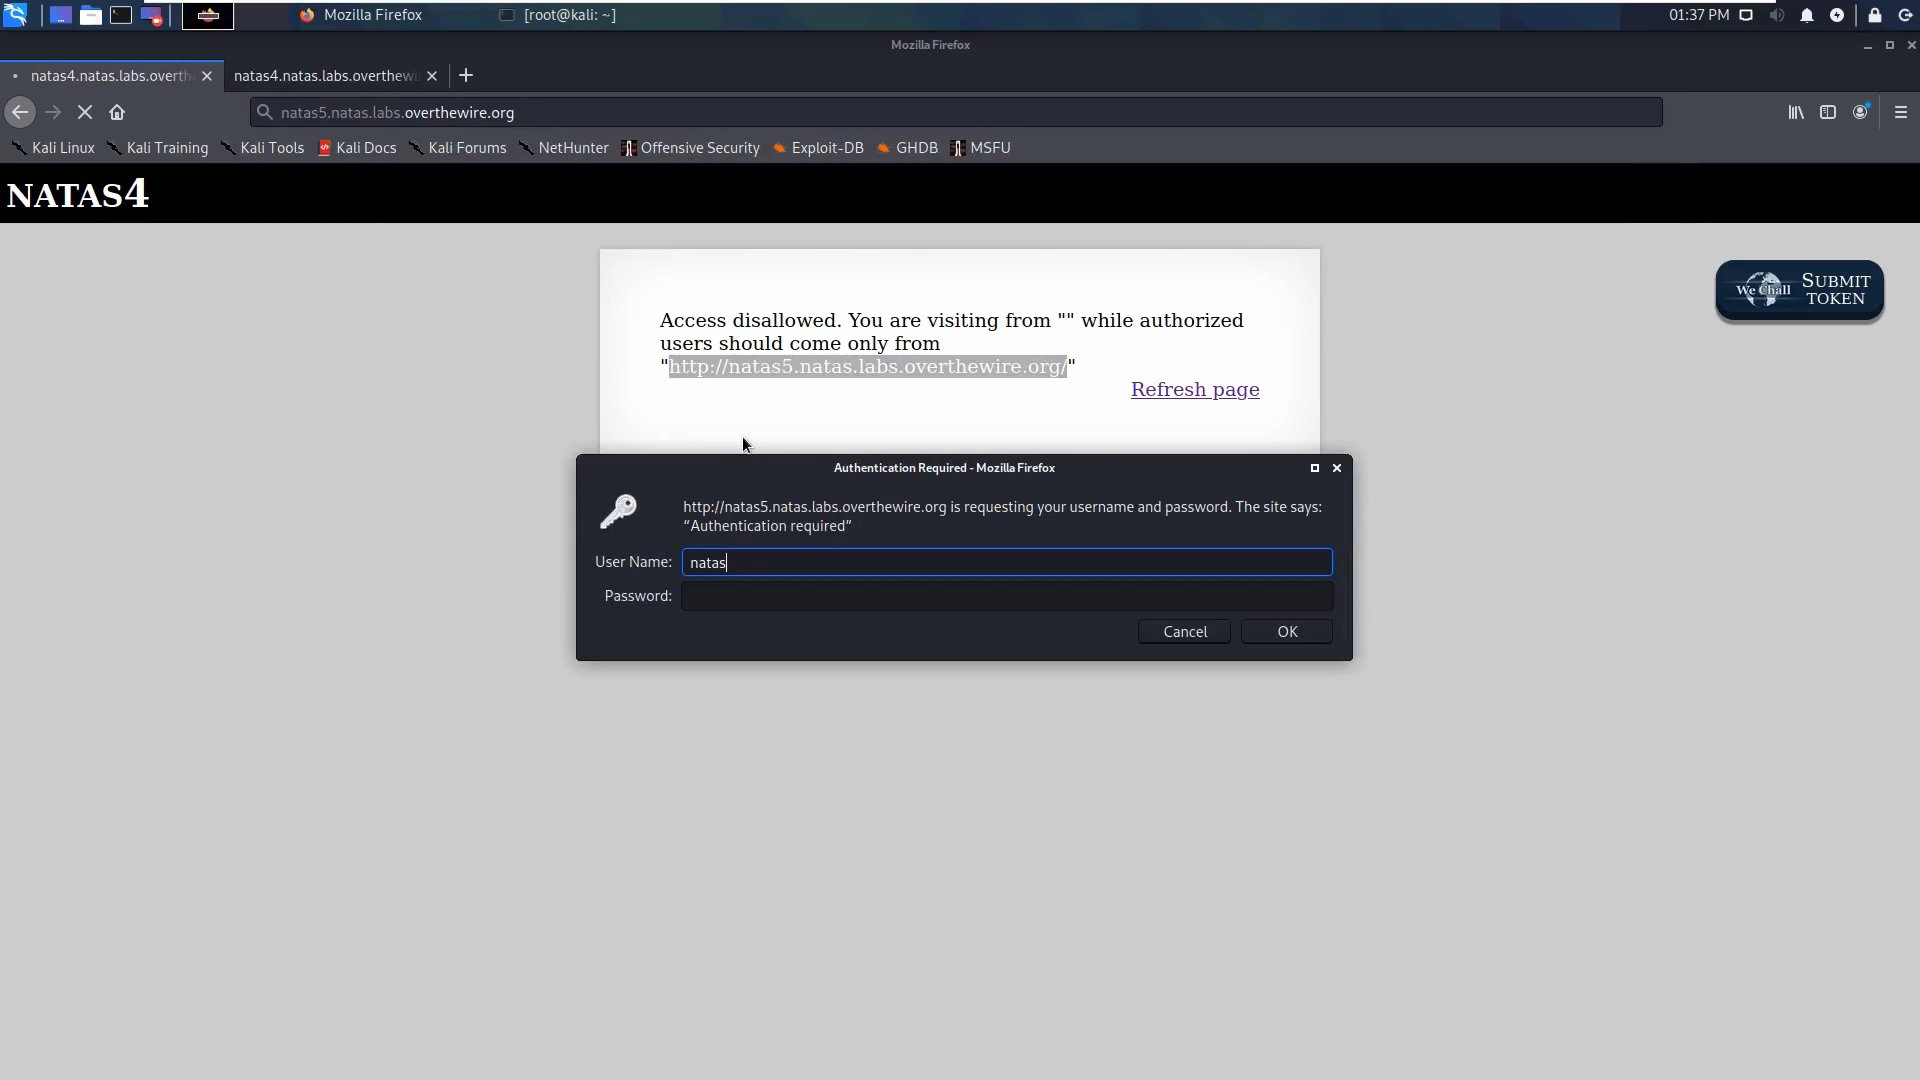 Mozilla Firefox
[root@kali: ~]
01:37 PM
Mozilla Firefox
natas4.natas.labs.overth
natas4.natas.labs.overthew
natas5.natas.labs.overthewire.org
Kali Linux
Kali Training
Kali Tools
Kali Docs
Kali Forums
NetHunter
Offensive Security
Exploit-DB
GHDB
MSFU
NATAS4
We Chall
SUBMIT
TOKEN
Access disallowed. You are visiting from "" while authorized
users should come only from
"http://natas5.natas.labs.overthewire.org/"
Refresh page
Authentication Required - Mozilla Firefox
http://natas5.natas.labs.overthewire.org is requesting your username and password. The site says:
“Authentication required”
User Name: natas
Password:
Cancel
OK